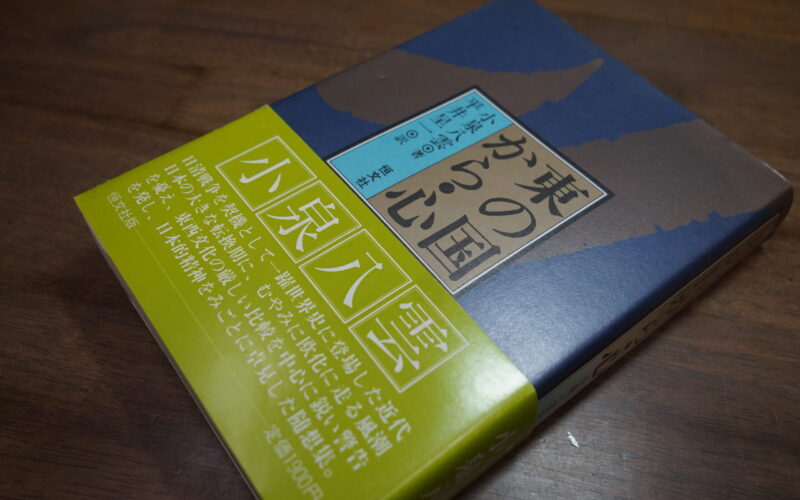 東の国
から・心
小泉八雲◎著
平井呈一◎訳
恒文社
小泉八雲
日清戦争を契機として一躍世界史に登場した近代
日本の大きな転換期に、むやみに欧化に走る風潮
を憂え、東西文化の厳しい比較を中心に鋭い警告
を発し、日本的精神をみごとに引見した随想集。
恒文社版
定価1900円